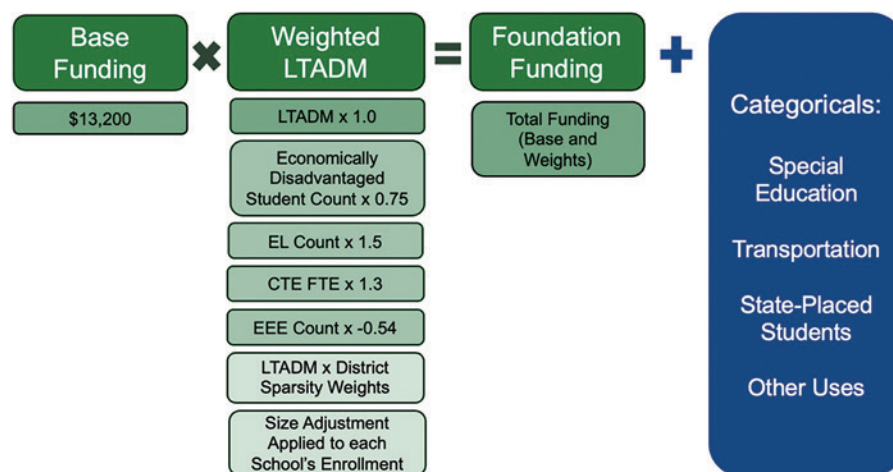 Base
Funding
×
Weighted
LTADM
=
Foundation
Funding
+
$13,200
LTADM x 1.0
Economically
Disadvantaged
Student Count x 0.75
EL Count x 1.5
CTE FTE x 1.3
EEE Count x -0.54
LTADM x District
Sparsity Weights
Size Adjustment
Applied to each
School's Enrollment
Total Funding
(Base and
Weights)
Categoricals:
Special
Education
Transportation
State-Placed
Students
Other Uses